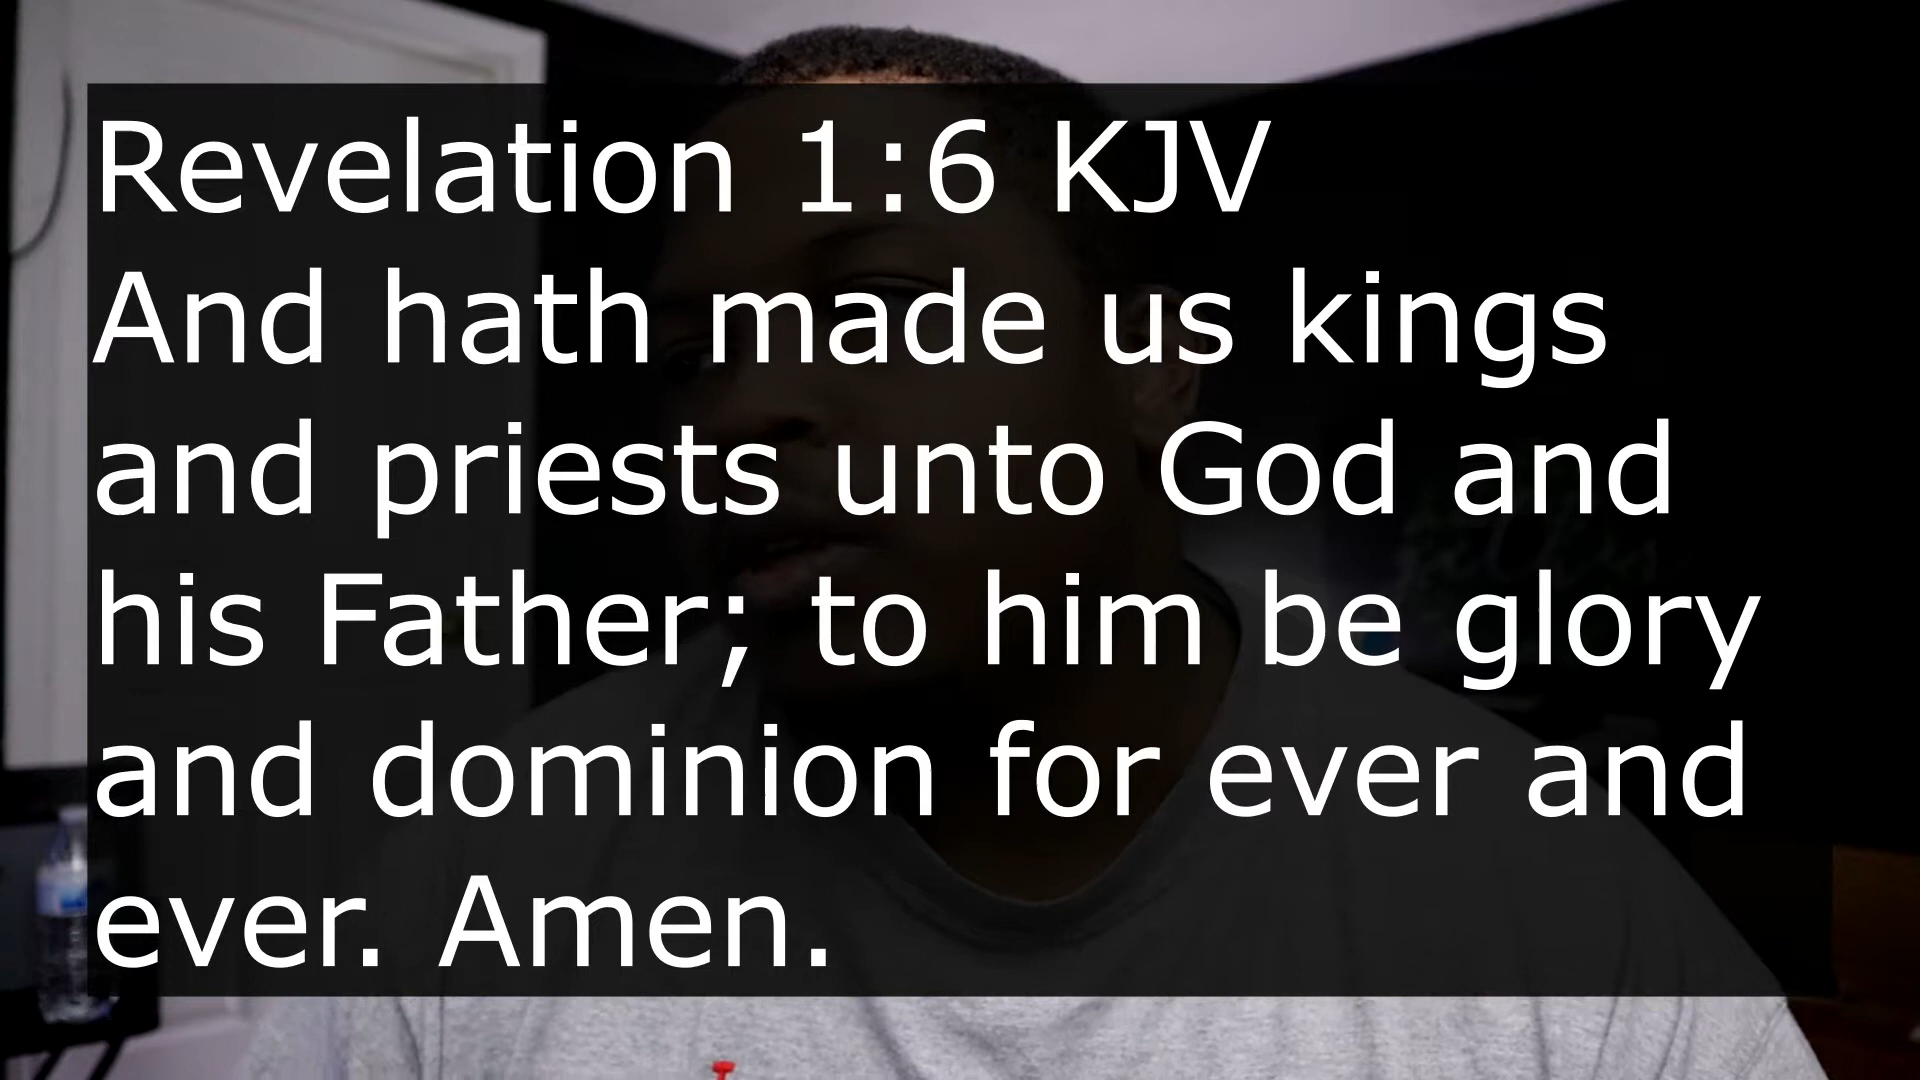 Revelation 1:6 KJV
And hath made us kings
and priests unto God and
his Father; to him be glory
and dominion for ever and
ever. Amen.